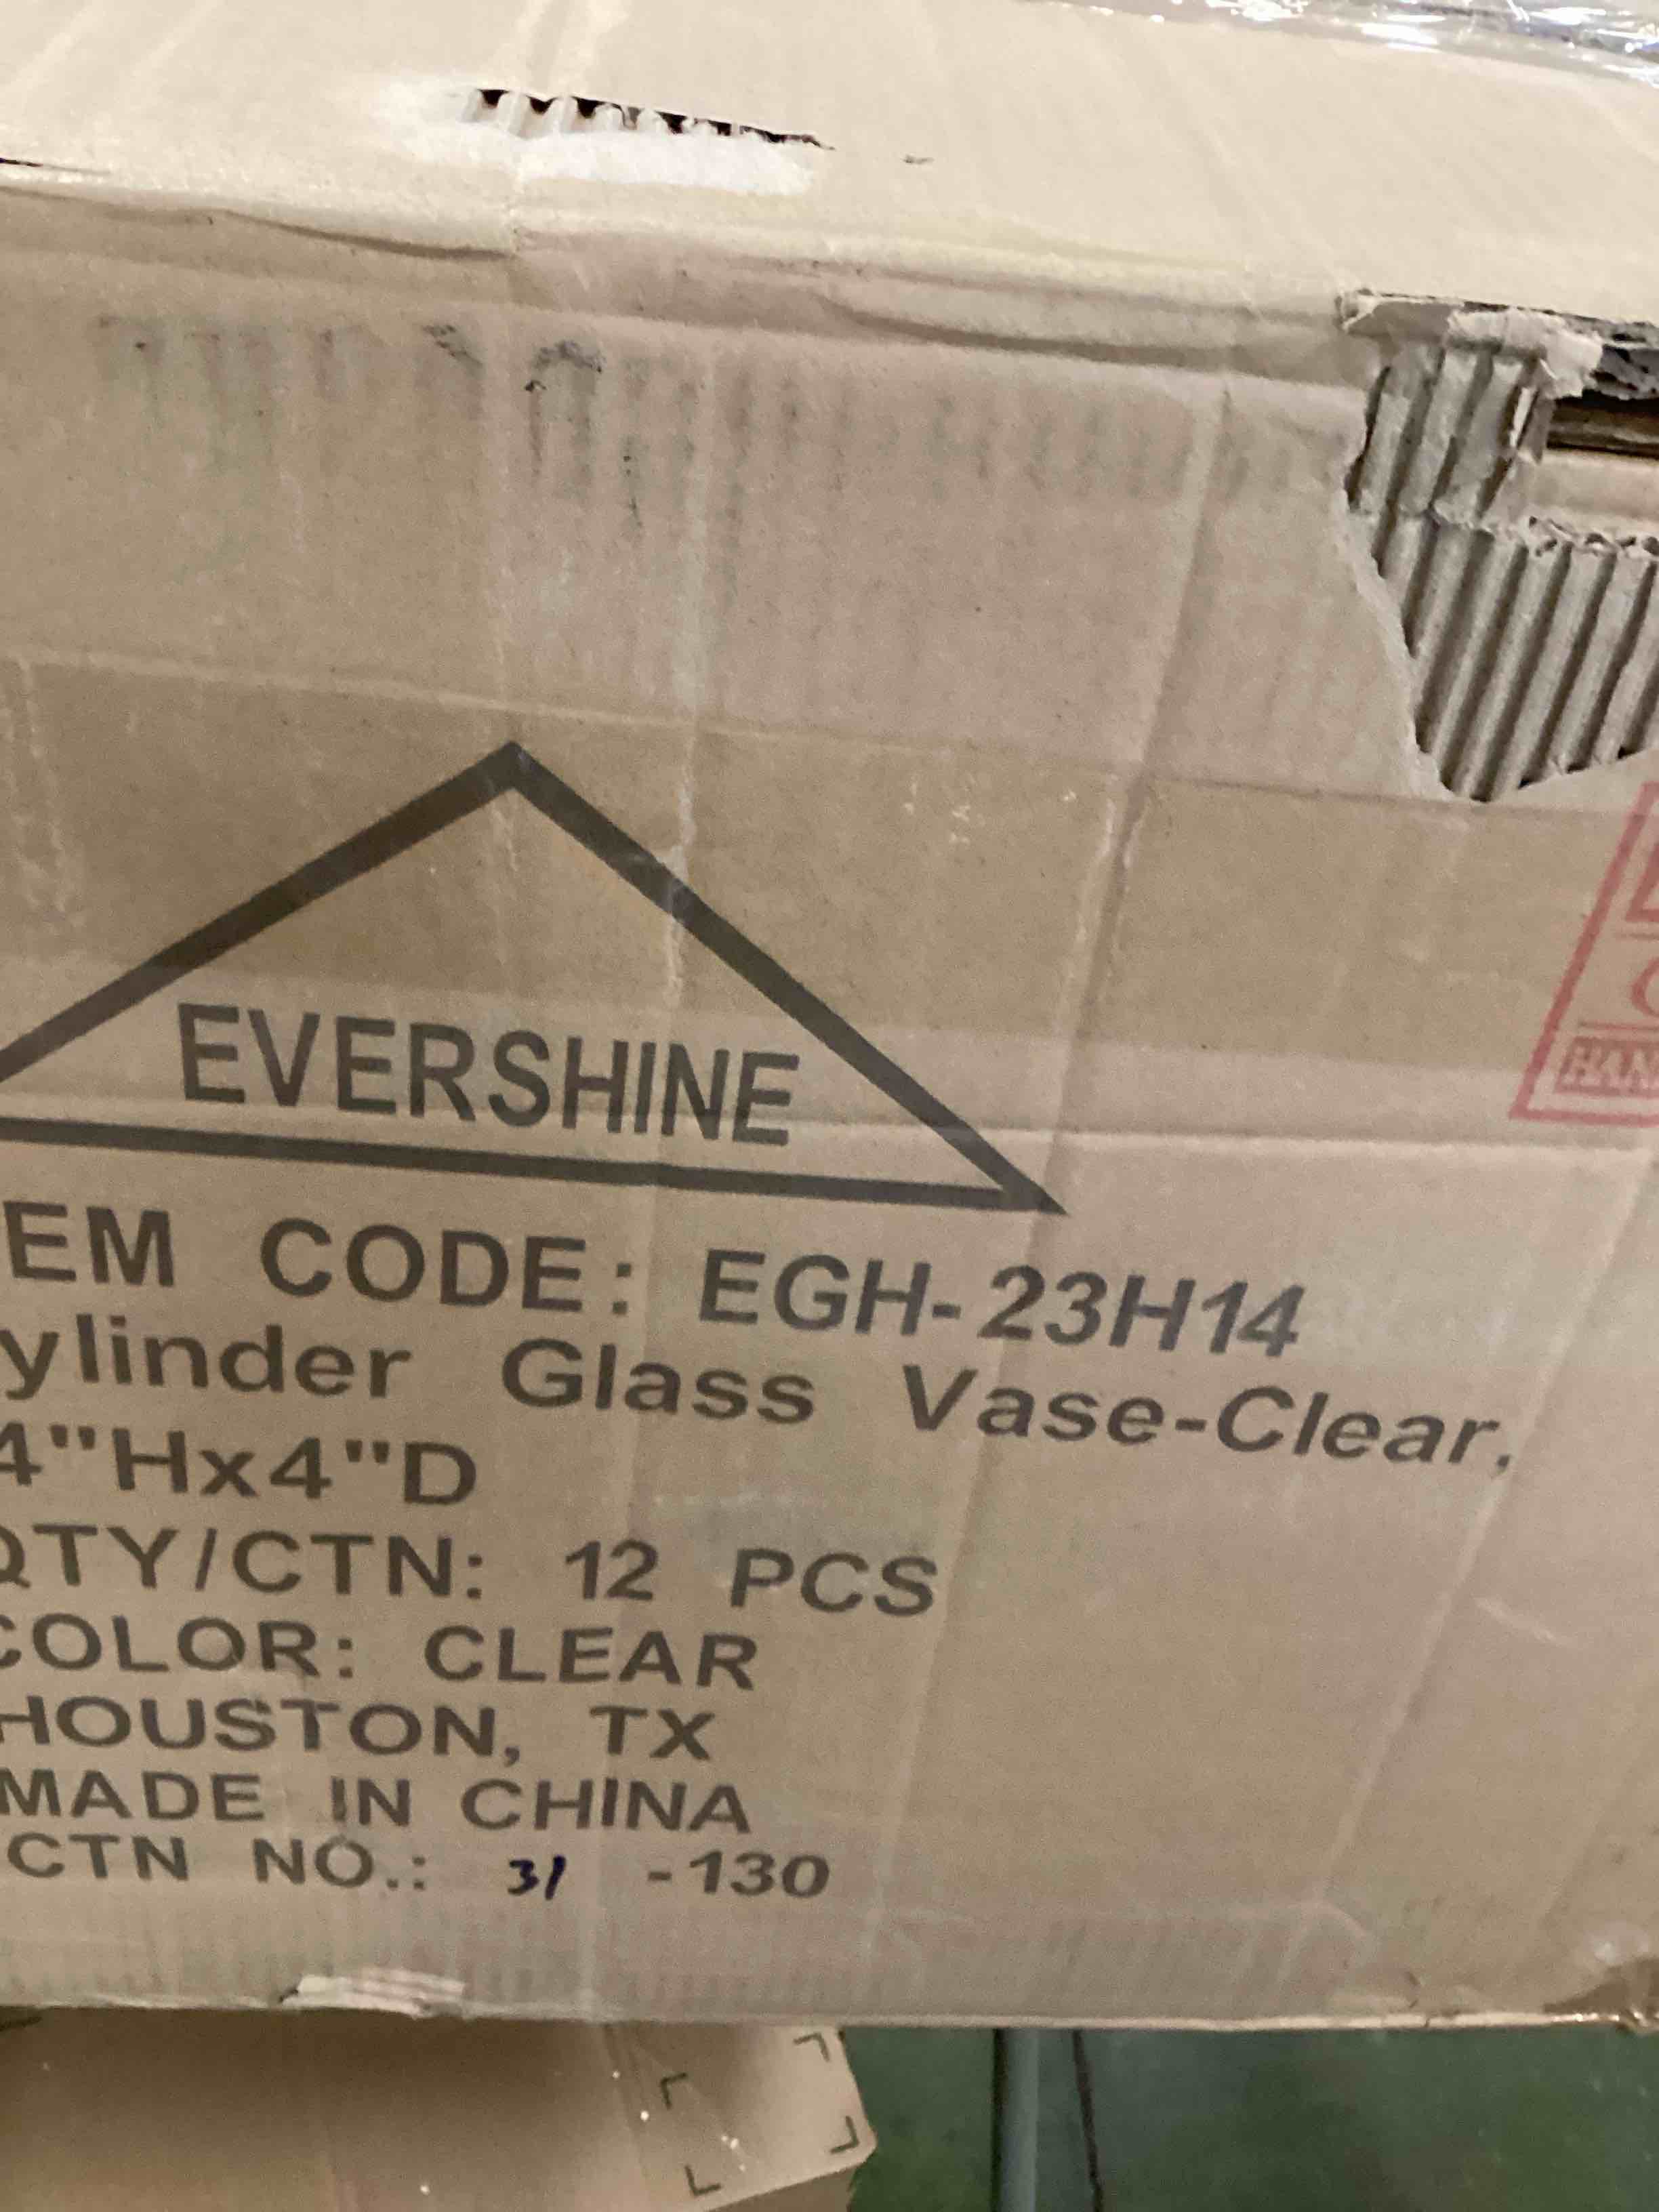 EVERSHINE
EM CODE: EGH-23H14
ylinder Glass Vase-Clear,
4"Hx4"D
QTY/CTN: 12 PCS
COLOR: CLEAR
HOUSTON, TX
MADE IN CHINA
CTN NO.: 31 -130
HAN